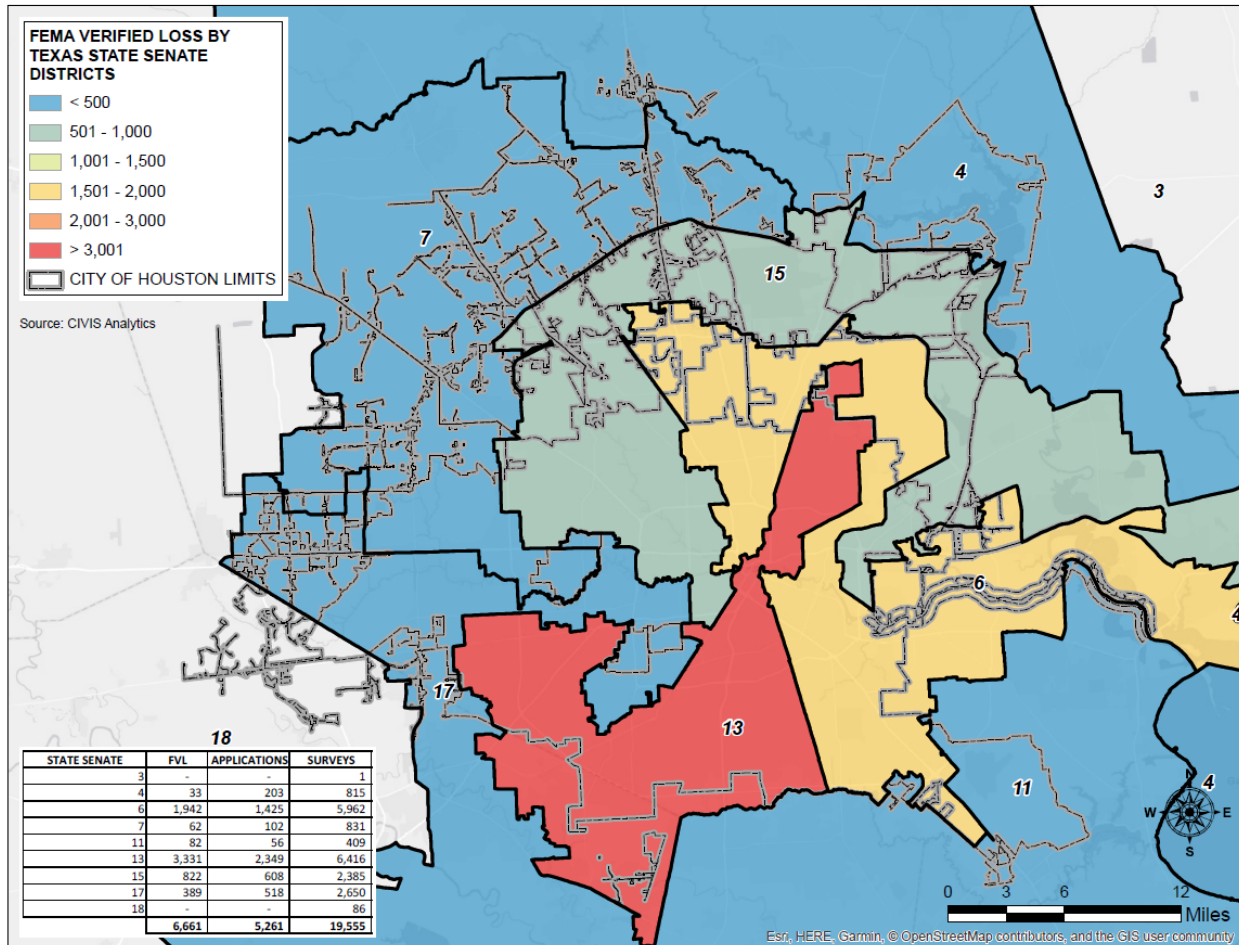 FEMA VERIFIED LOSS BY
TEXAS STATE SENATE
DISTRICTS
< 500
501 - 1,000
1,001 - 1,500
1,501 - 2,000
2,001 - 3,000
> 3,001
CITY OF HOUSTON LIMITS
Source: CIVIS Analytics
4
3
7
15
6
4
17
13
18
11
4
N
W E
S
STATE SENATE FVL APPLICATIONS SURVEYS
3 - - 1
4 33 203 815
6 1,942 1,425 5,962
7 62 102 831
11 82 56 409
13 3,331 2,349 6,416
15 822 608 2,385
17 389 518 2,650
18 - - 86
6,661 5,261 19,555
0 3 6 12
Miles
Esri, HERE, Garmin, © OpenStreetMap contributors, and the GIS user community